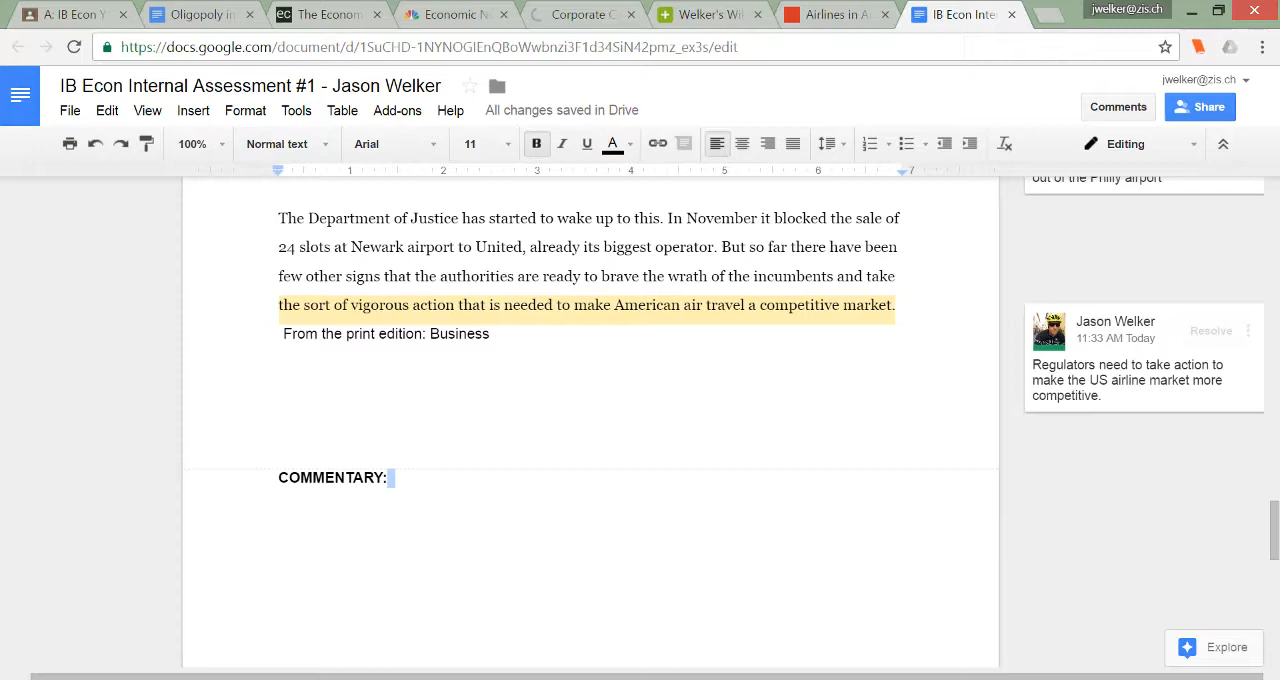 jwelker@zis.ch
A: IB Econ Y
Oligopoly in
The Econom
Economic N
Corporate C
Welker's Wi
Airlines in A
IB Econ Inte
https://docs.google.com/document/d/1SuCHD-1NYNOGIEnQBoWwbnzi3F1d34SiN42pmz_ex3s/edit
IB Econ Internal Assessment #1 - Jason Welker
jwelker@zis.ch
File Edit View Insert Format Tools Table Add-ons Help All changes saved in Drive
Comments Share
100% Normal text Arial 11 B I U A Editing
1 2 3 4 5 6 7
out of the Philly airport
The Department of Justice has started to wake up to this. In November it blocked the sale of
24 slots at Newark airport to United, already its biggest operator. But so far there have been
few other signs that the authorities are ready to brave the wrath of the incumbents and take
the sort of vigorous action that is needed to make American air travel a competitive market.
From the print edition: Business
Jason Welker
11:33 AM Today
Resolve
Regulators need to take action to
make the US airline market more
competitive.
COMMENTARY:
Explore